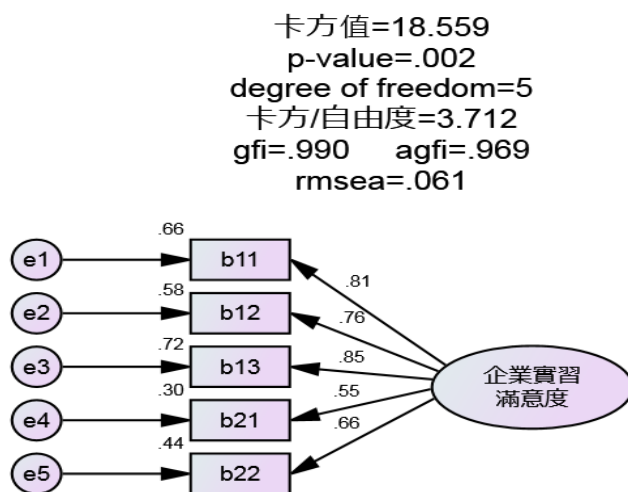 卡方值=18.559
p-value=.002
degree of freedom=5
卡方/自由度=3.712
gfi=.990 agfi=.969
rmsea=.061
.66
e1
b11
.81
.58
e2
b12
.76
.72
e3
b13
.85
企業實習
滿意度
.30
e4
b21
.55
.44
e5
b22
.66